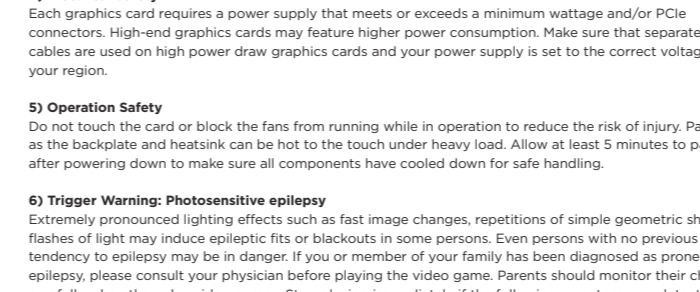 Each graphics card requires a power supply that meets or exceeds a minimum wattage and/or PCIe
connectors. High-end graphics cards may feature higher power consumption. Make sure that separate
cables are used on high power draw graphics cards and your power supply is set to the correct
your region.
5) Operation Safety
Do not touch the card or block the fans from running while in operation to reduce the risk of injury.
as the backplate and heatsink can be hot to the touch under heavy load. Allow at least 5 minutes to
after powering down to make sure all components have cooled down for safe handling.
6) Trigger Warning: Photosensitive epilepsy
Extremely pronounced lighting effects such as fast image changes, repetitions of simple geometric
flashes of light may induce epileptic fits or blackouts in some persons. Even persons with no previous
tendency to epilepsy may be in danger. If you or member of your family has been diagnosed as prone
epilepsy, please consult your physician before playing the video game. Parents should monitor their